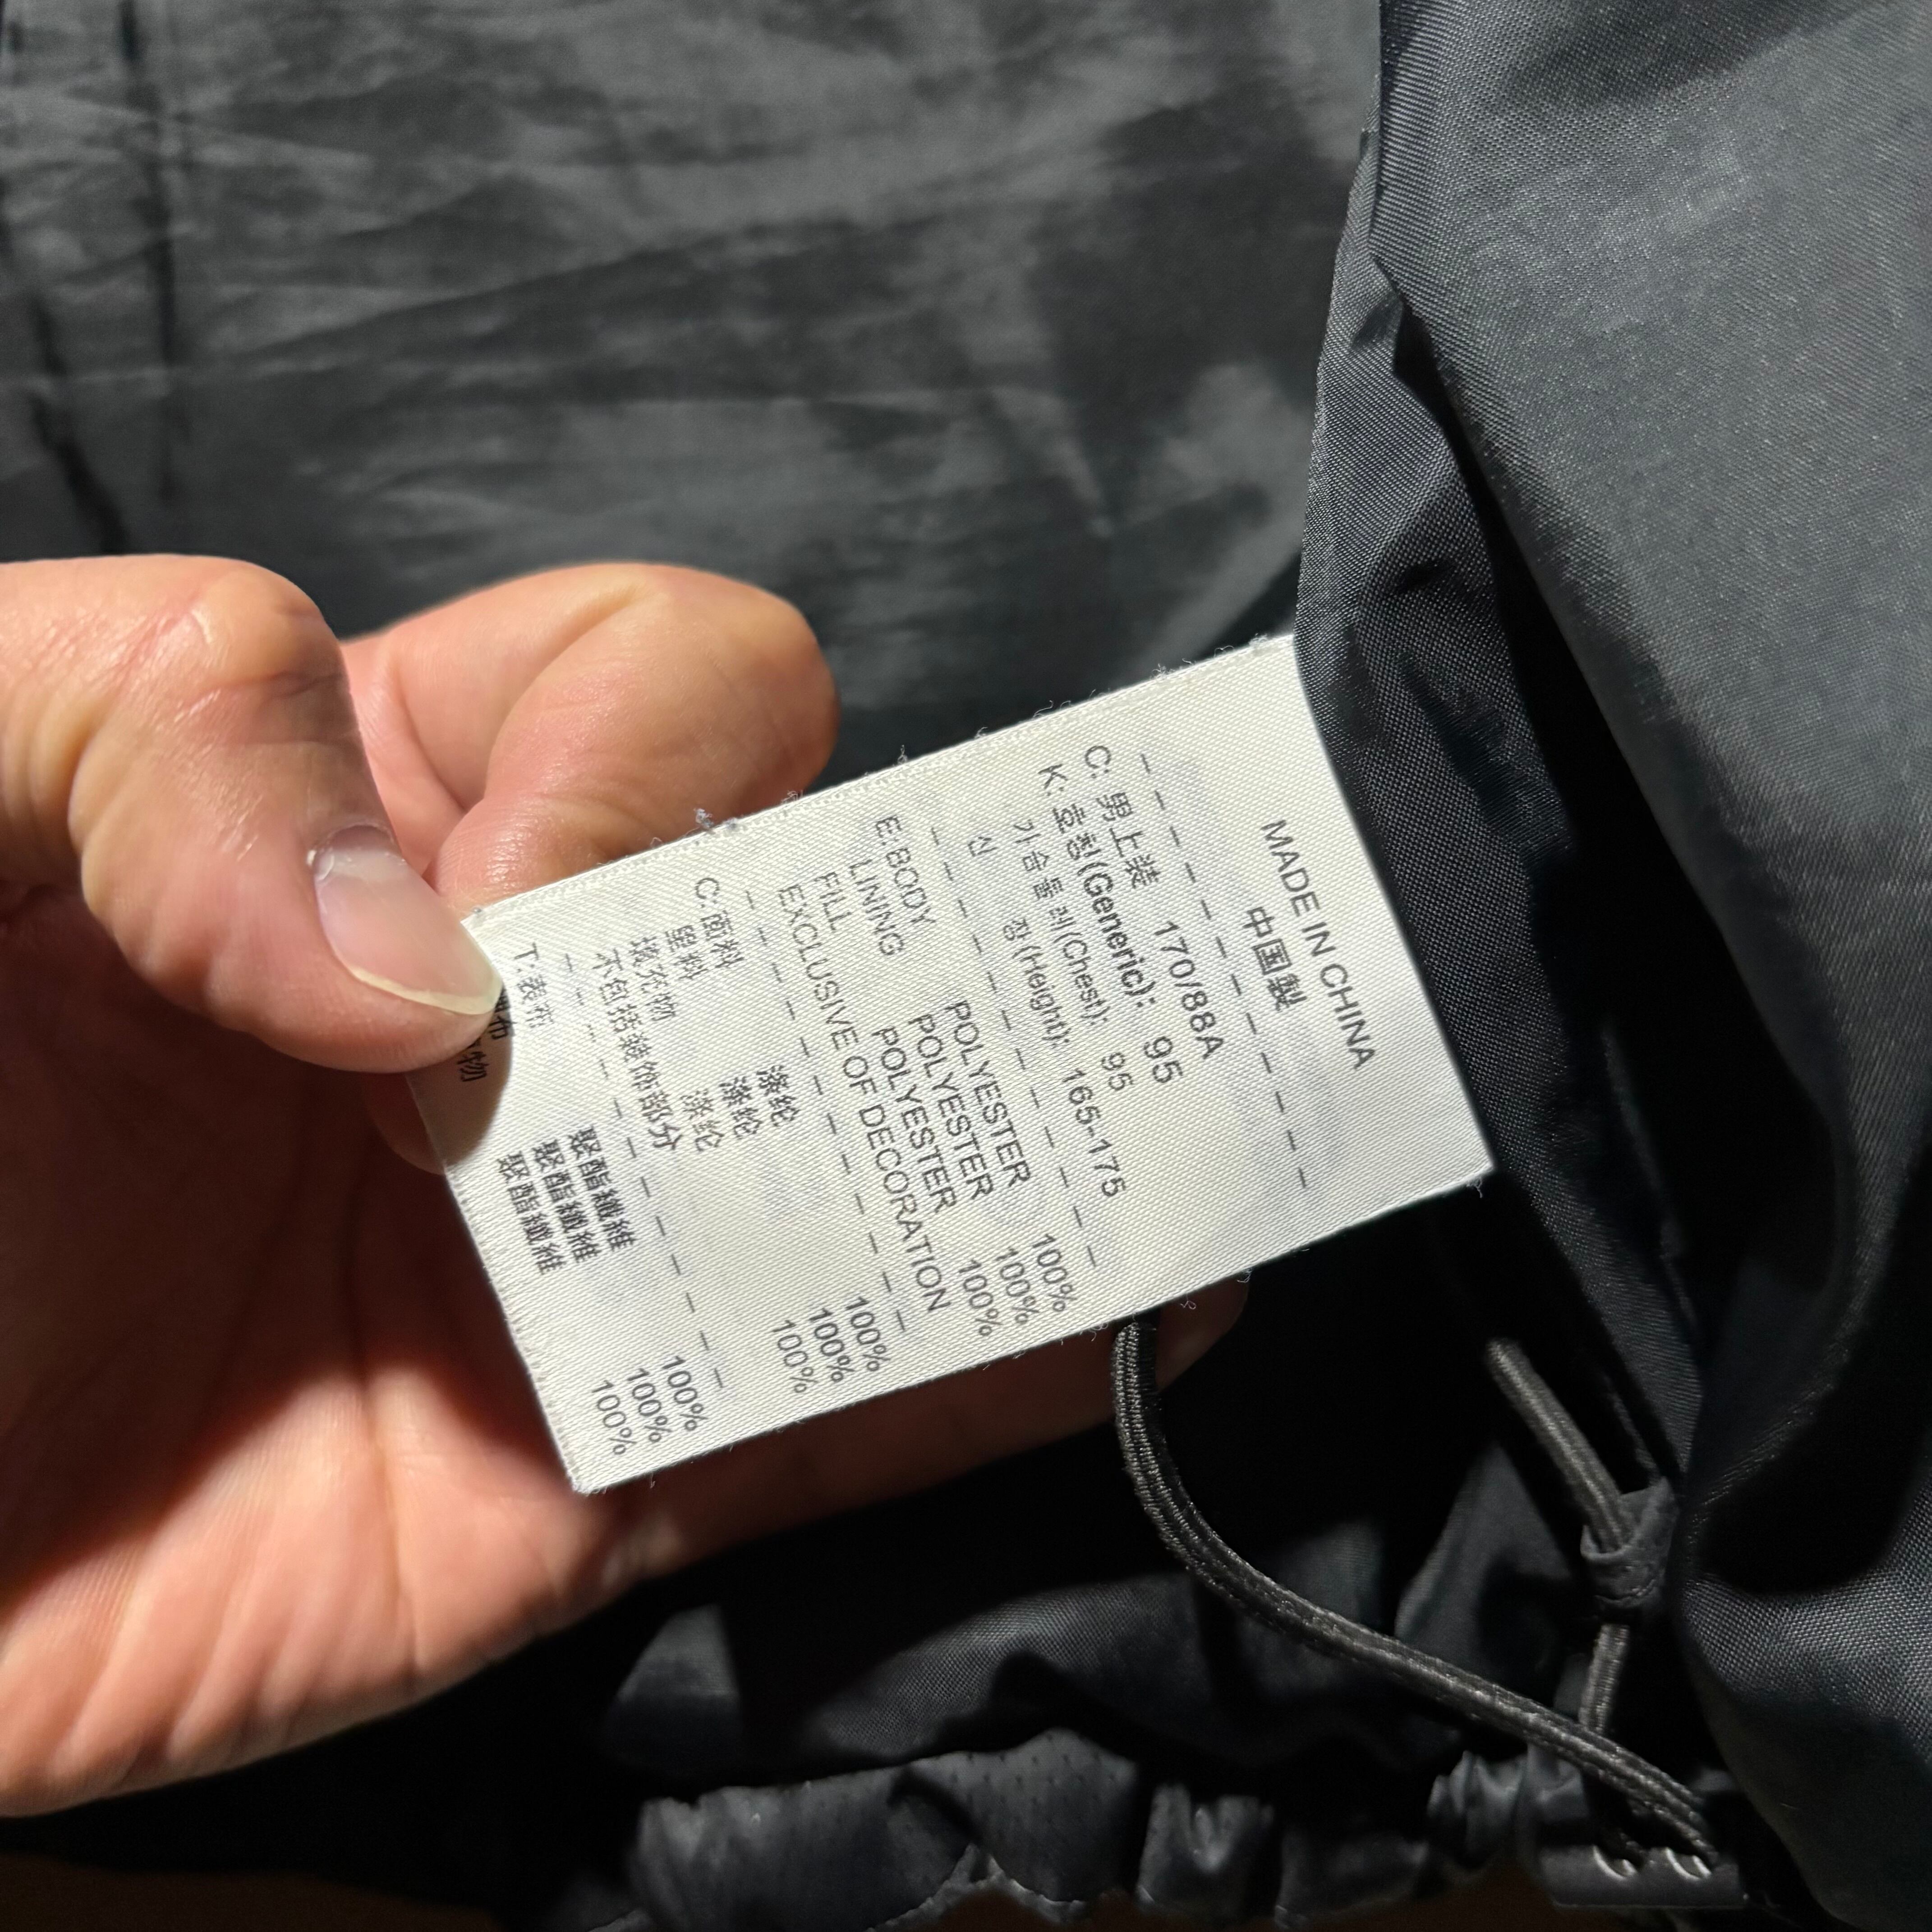 MADE IN CHINA
中国製
C: 男上装 170/88A
K: 호칭(Generic): 95
가슴둘레(Chest): 95
신 장(Height): 165-175
E: BODY POLYESTER 100%
LINING POLYESTER 100%
FILL POLYESTER 100%
EXCLUSIVE OF DECORATION
C: 面料 涤纶 100%
里料 涤纶 100%
填充物 涤纶 100%
不包括装饰部分
T: 表布 聚酯纖維 100%
布 聚酯纖維 100%
物 聚酯纖維 100%